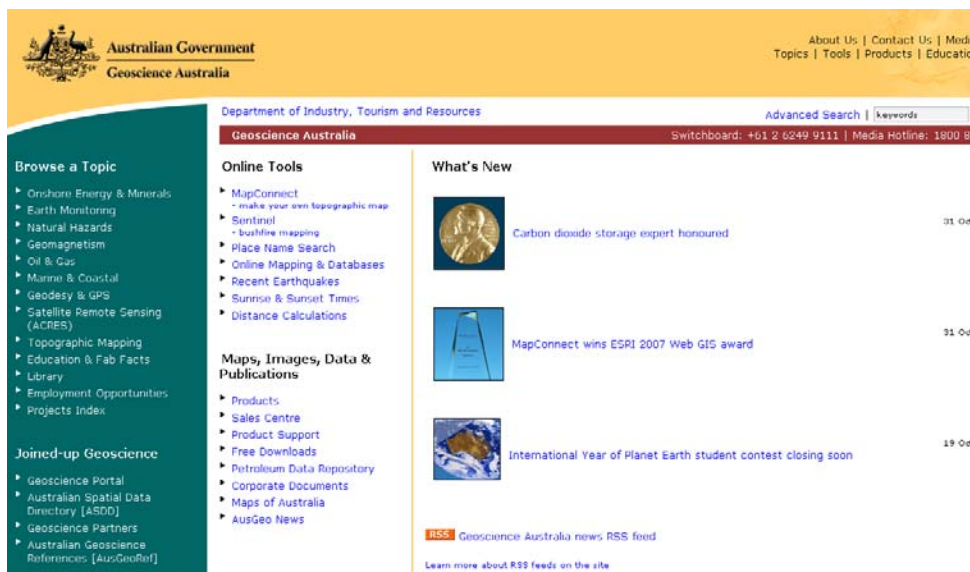 Australian Government
Geoscience Australia
About Us | Contact Us | Med
Topics | Tools | Products | Educatio
Department of Industry, Tourism and Resources
Advanced Search | keywords
Geoscience Australia
Switchboard: +61 2 6249 9111 | Media Hotline: 1800 8
Browse a Topic
Onshore Energy & Minerals
Earth Monitoring
Natural Hazards
Geomagnetism
Oil & Gas
Marine & Coastal
Geodesy & GPS
Satellite Remote Sensing
(ACRES)
Topographic Mapping
Education & Fab Facts
Library
Employment Opportunities
Projects Index
Joined-up Geoscience
Geoscience Portal
Australian Spatial Data
Directory [ASDD]
Geoscience Partners
Australian Geoscience
References [AusGeoRef]
Online Tools
MapConnect
- make your own topographic map
Sentinel
- bushfire mapping
Place Name Search
Online Mapping & Databases
Recent Earthquakes
Sunrise & Sunset Times
Distance Calculations
Maps, Images, Data &
Publications
Products
Sales Centre
Product Support
Free Downloads
Petroleum Data Repository
Corporate Documents
Maps of Australia
AusGeo News
What's New
31 Oc
Carbon dioxide storage expert honoured
31 Oc
MapConnect wins ESRI 2007 Web GIS award
19 Oc
International Year of Planet Earth student contest closing soon
RSS Geoscience Australia news RSS feed
Learn more about RSS feeds on the site